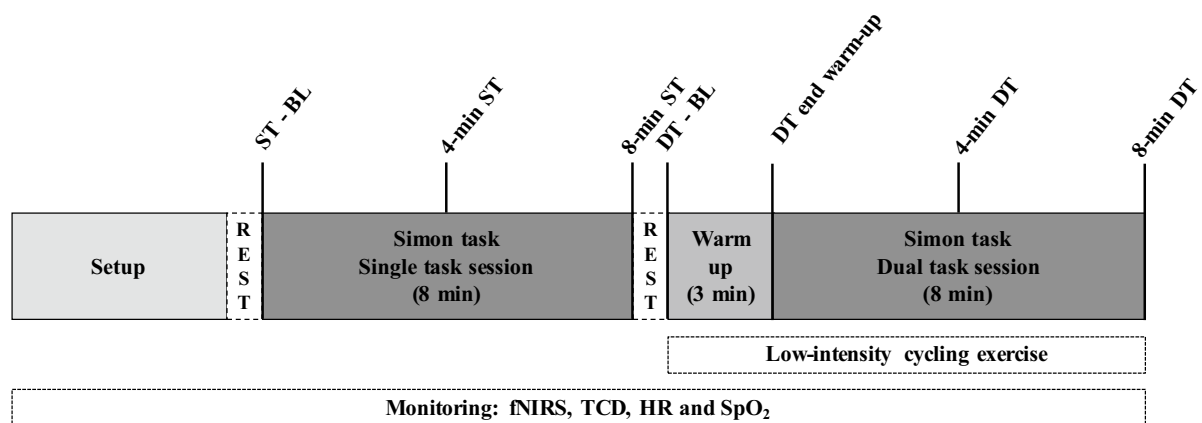 ST - BL
4-min ST
8-min ST
DT - BL
DT end warm-up
4-min DT
8-min DT
Setup
REST
Simon task
Single task session
(8 min)
REST
Warm
up
(3 min)
Simon task
Dual task session
(8 min)
Low-intensity cycling exercise
Monitoring: fNIRS, TCD, HR and SpO₂